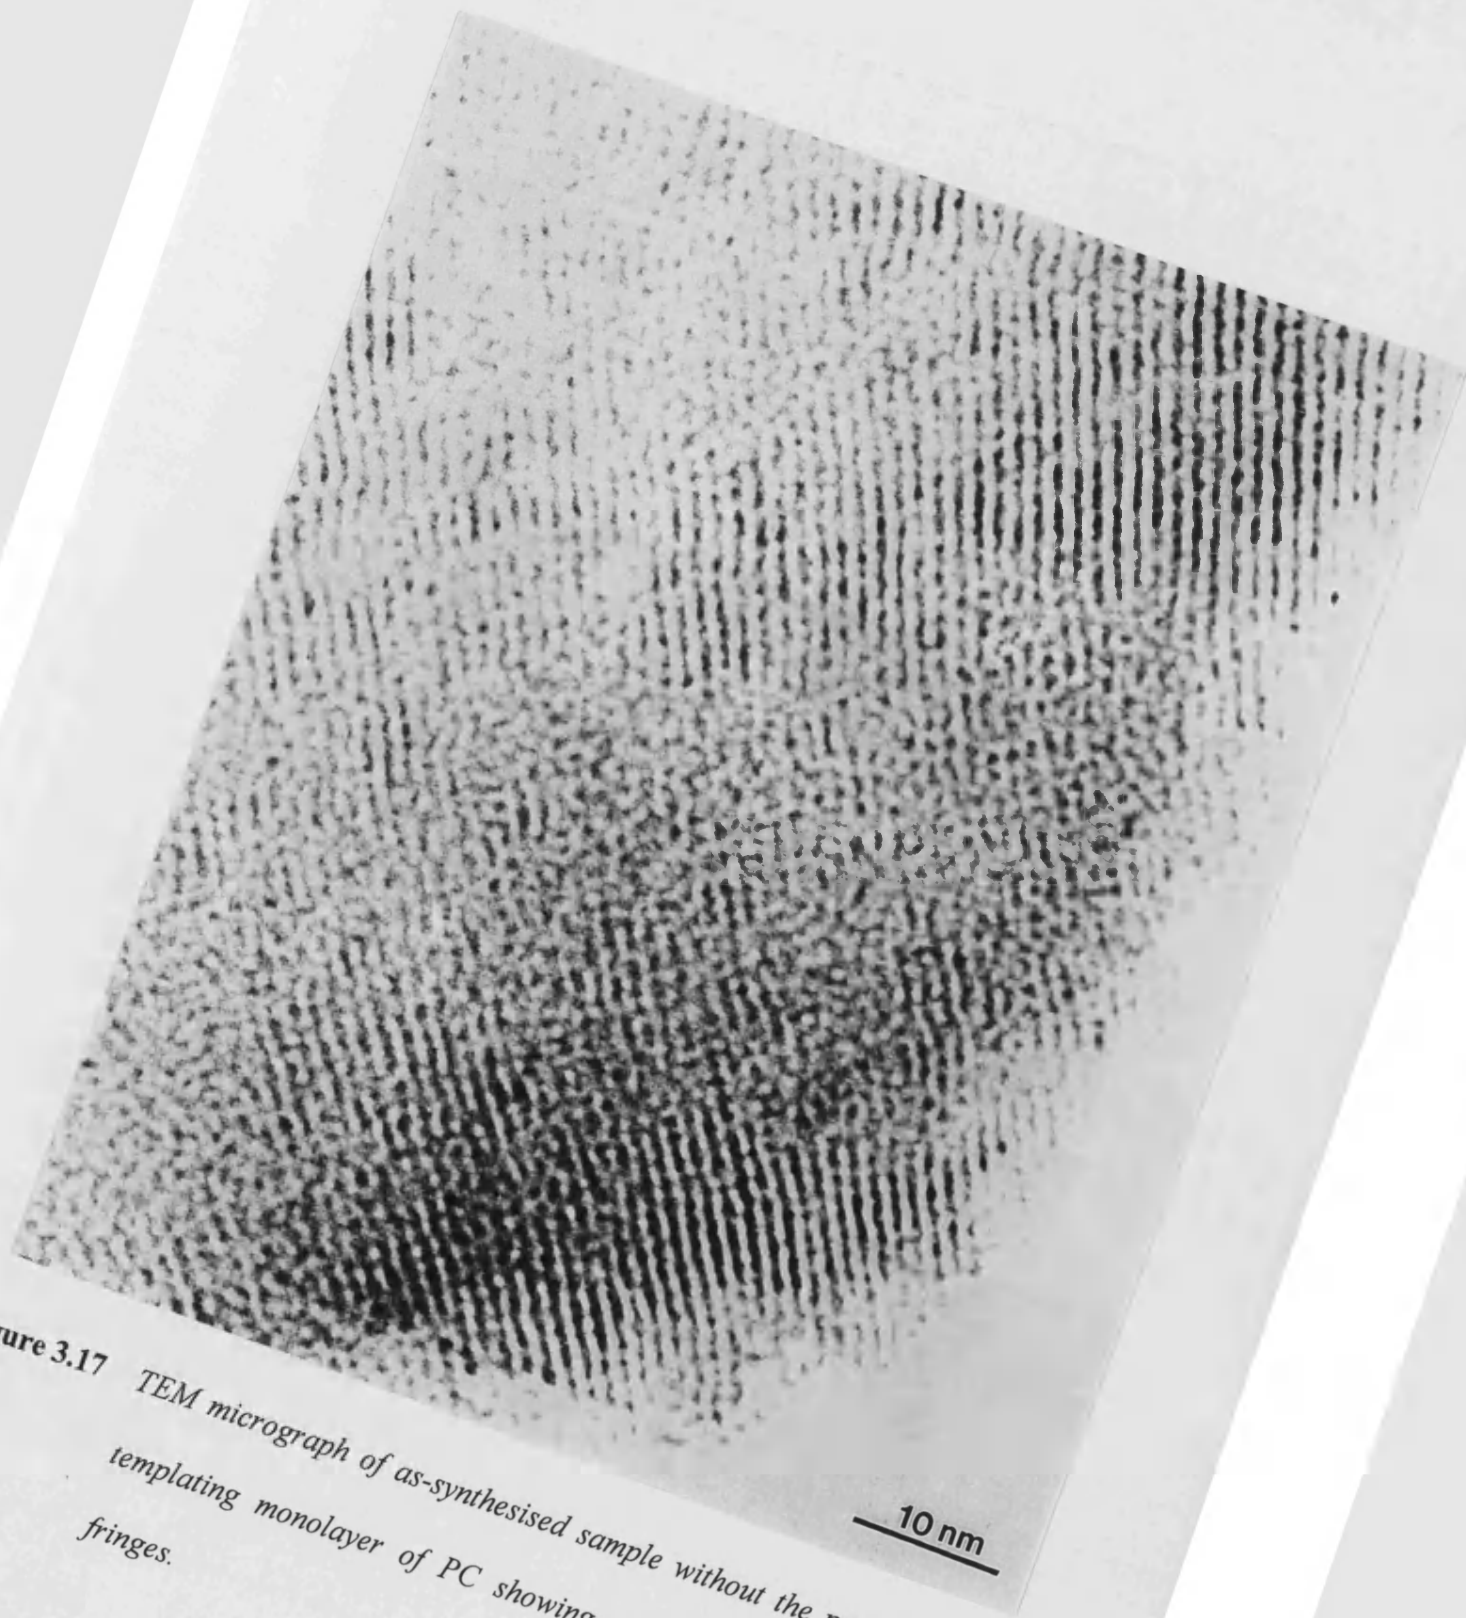 10 nm
ure 3.17 TEM micrograph of as-synthesised sample without the
templating monolayer of PC showing
fringes.